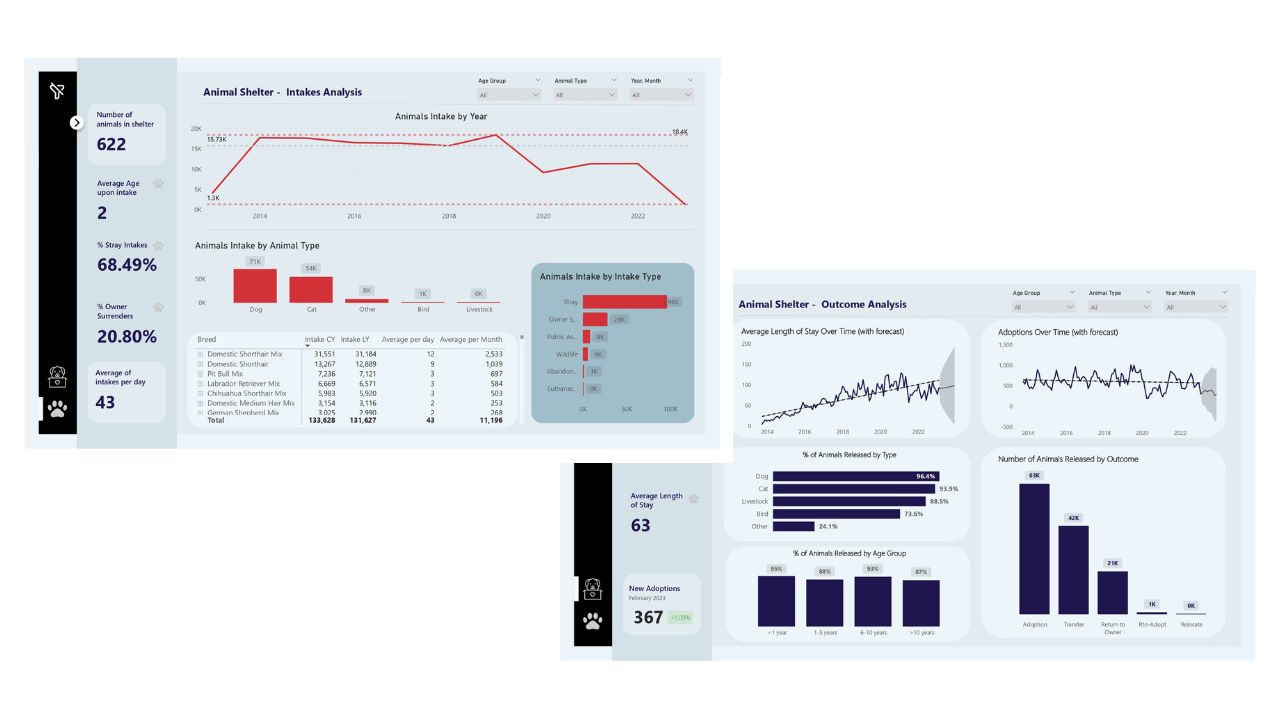 Animal Shelter - Intakes Analysis
Age Group
All
Animal Type
All
Year, Month
All
Number of
animals in shelter
622
Average Age
upon intake
2
% Stray Intakes
68.49%
% Owner
Surrenders
20.80%
Average of
intakes per day
43
Animals Intake by Year
20K
15K
10K
5K
0K
15.73K
1.3K
18.4K
2014 2016 2018 2020 2022
Animals Intake by Animal Type
50K
0K
71K 54K 8K 1K 0K
Dog Cat Other Bird Livestock
Breed Intake CY Intake LY Average per day Average per Month
Domestic Shorthair Mix 31,551 31,184 12 2,533
Domestic Shorthair 13,267 12,889 9 1,039
Pit Bull Mix 7,236 7,121 3 697
Labrador Retriever Mix 6,669 6,571 3 584
Chihuahua Shorthair Mix 5,983 5,920 3 503
Domestic Medium Hair Mix 3,154 3,116 2 253
German Shepherd Mix 3,025 2,990 2 268
Total 133,628 131,627 43 11,196
Animals Intake by Intake Type
Stray 96K
Owner S... 28K
Public As... 8K
Wildlife 6K
Abandon... 1K
Euthanas... 0K
0K 50K 100K
Animal Shelter - Outcome Analysis
Age Group
All
Animal Type
All
Year, Month
All
Average Length
of Stay
63
New Adoptions
February 2023
367 +1.09%
Average Length of Stay Over Time (with forecast)
200
150
100
50
0
2014 2016 2018 2020 2022
Adoptions Over Time (with forecast)
1,500
1,000
500
0
-500
2014 2016 2018 2020 2022
% of Animals Released by Type
Dog 96.4%
Cat 93.9%
Livestock 88.5%
Bird 73.6%
Other 24.1%
% of Animals Released by Age Group
95% 88% 93% 87%
<1 year 1-5 years 6-10 years >10 years
Number of Animals Released by Outcome
63K
42K
21K
1K
0K
Adoption Transfer Return to Rto-Adopt Relocate
Owner